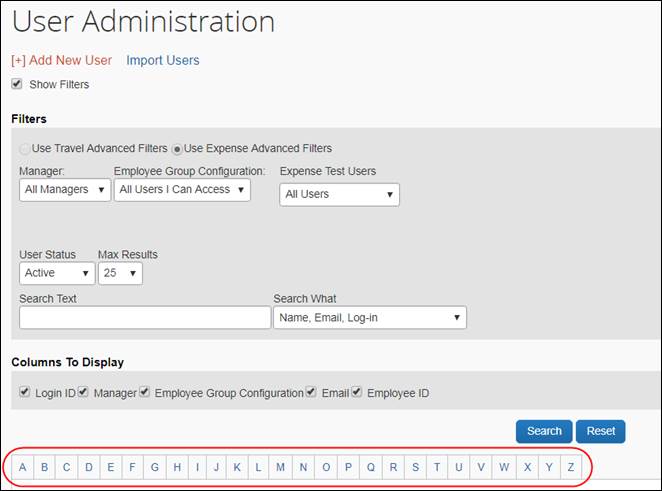 User Administration
[+] Add New User Import Users
Show Filters
Filters
Use Travel Advanced Filters Use Expense Advanced Filters
Manager: Employee Group Configuration: Expense Test Users
All Managers All Users I Can Access All Users
User Status Max Results
Active 25
Search Text Search What
Name, Email, Log-in
Columns To Display
Login ID Manager Employee Group Configuration Email Employee ID
Search Reset
A B C D E F G H I J K L M N O P Q R S T U V W X Y Z